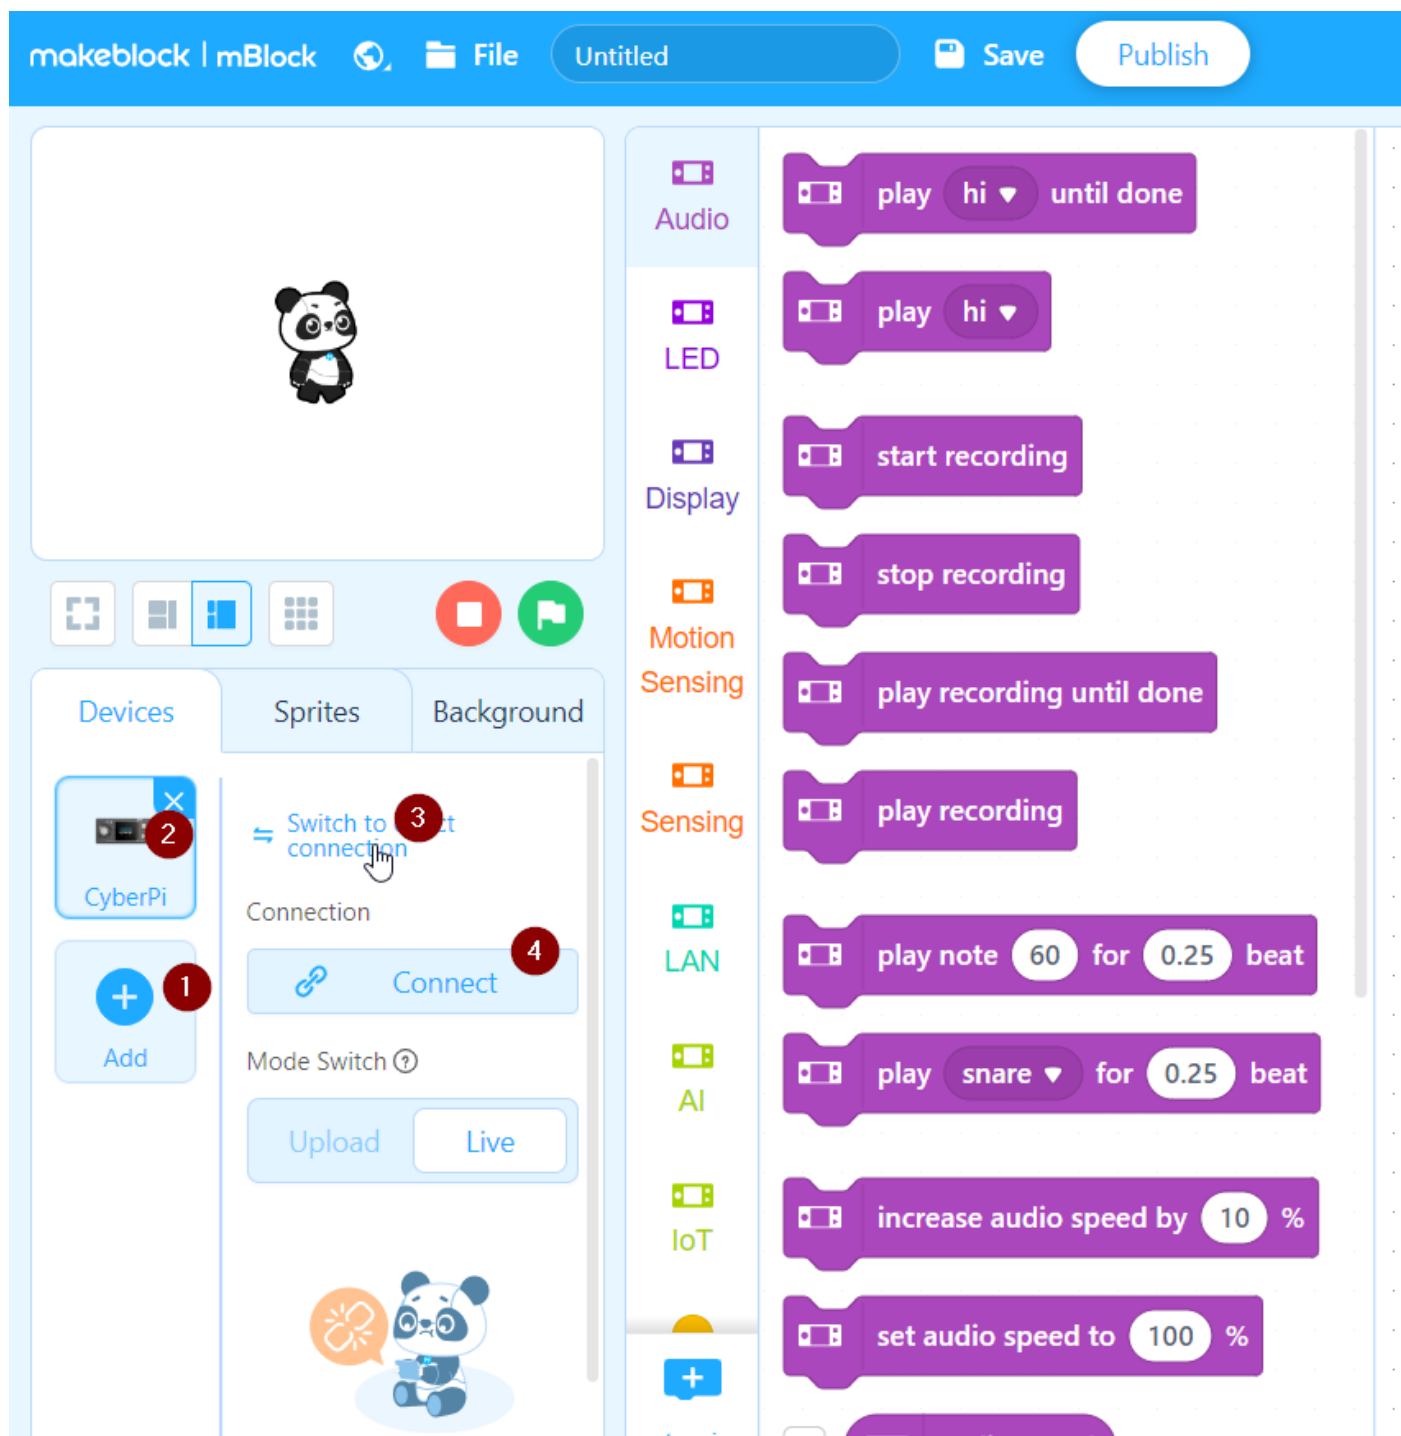 makeblock | mBlock File Untitled Save Publish
Audio
LED
Display
Motion
Sensing
Sensing
LAN
AI
IoT
play hi until done
play hi
start recording
stop recording
play recording until done
play recording
play note 60 for 0.25 beat
play snare for 0.25 beat
increase audio speed by 10 %
set audio speed to 100 %
Devices Sprites Background
2
CyberPi
1
Add
Switch to 3
connection
Connection
4
Connect
Mode Switch ?
Upload Live